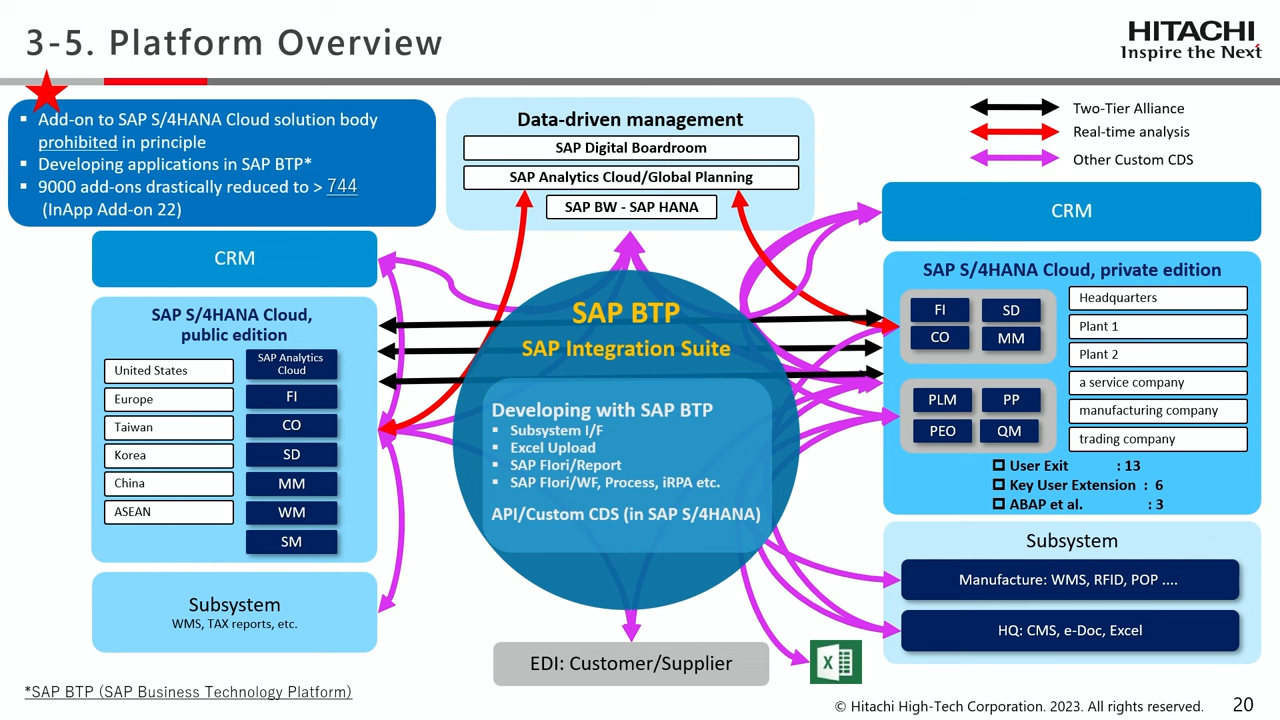 3-5. Platform Overview
HITACHI
Inspire the Next
▪ Add-on to SAP S/4HANA Cloud solution body
prohibited in principle
▪ Developing applications in SAP BTP*
▪ 9000 add-ons drastically reduced to > 744
(InApp Add-on 22)
Data-driven management
SAP Digital Boardroom
SAP Analytics Cloud/Global Planning
SAP BW - SAP HANA
Two-Tier Alliance
Real-time analysis
Other Custom CDS
CRM
SAP S/4HANA Cloud,
public edition
United States
Europe
Taiwan
Korea
China
ASEAN
SAP Analytics
Cloud
FI
CO
SD
MM
WM
SM
Subsystem
WMS, TAX reports, etc.
SAP BTP
SAP Integration Suite
Developing with SAP BTP
▪ Subsystem I/F
▪ Excel Upload
▪ SAP FIori/Report
▪ SAP FIori/WF, Process, iRPA etc.
API/Custom CDS (in SAP S/4HANA)
EDI: Customer/Supplier
X
CRM
SAP S/4HANA Cloud, private edition
FI
SD
CO
MM
PLM
PP
PEO
QM
Headquarters
Plant 1
Plant 2
a service company
manufacturing company
trading company
❑ User Exit : 13
❑ Key User Extension : 6
❑ ABAP et al. : 3
Subsystem
Manufacture: WMS, RFID, POP ....
HQ: CMS, e-Doc, Excel
*SAP BTP (SAP Business Technology Platform)
© Hitachi High-Tech Corporation. 2023. All rights reserved.
20